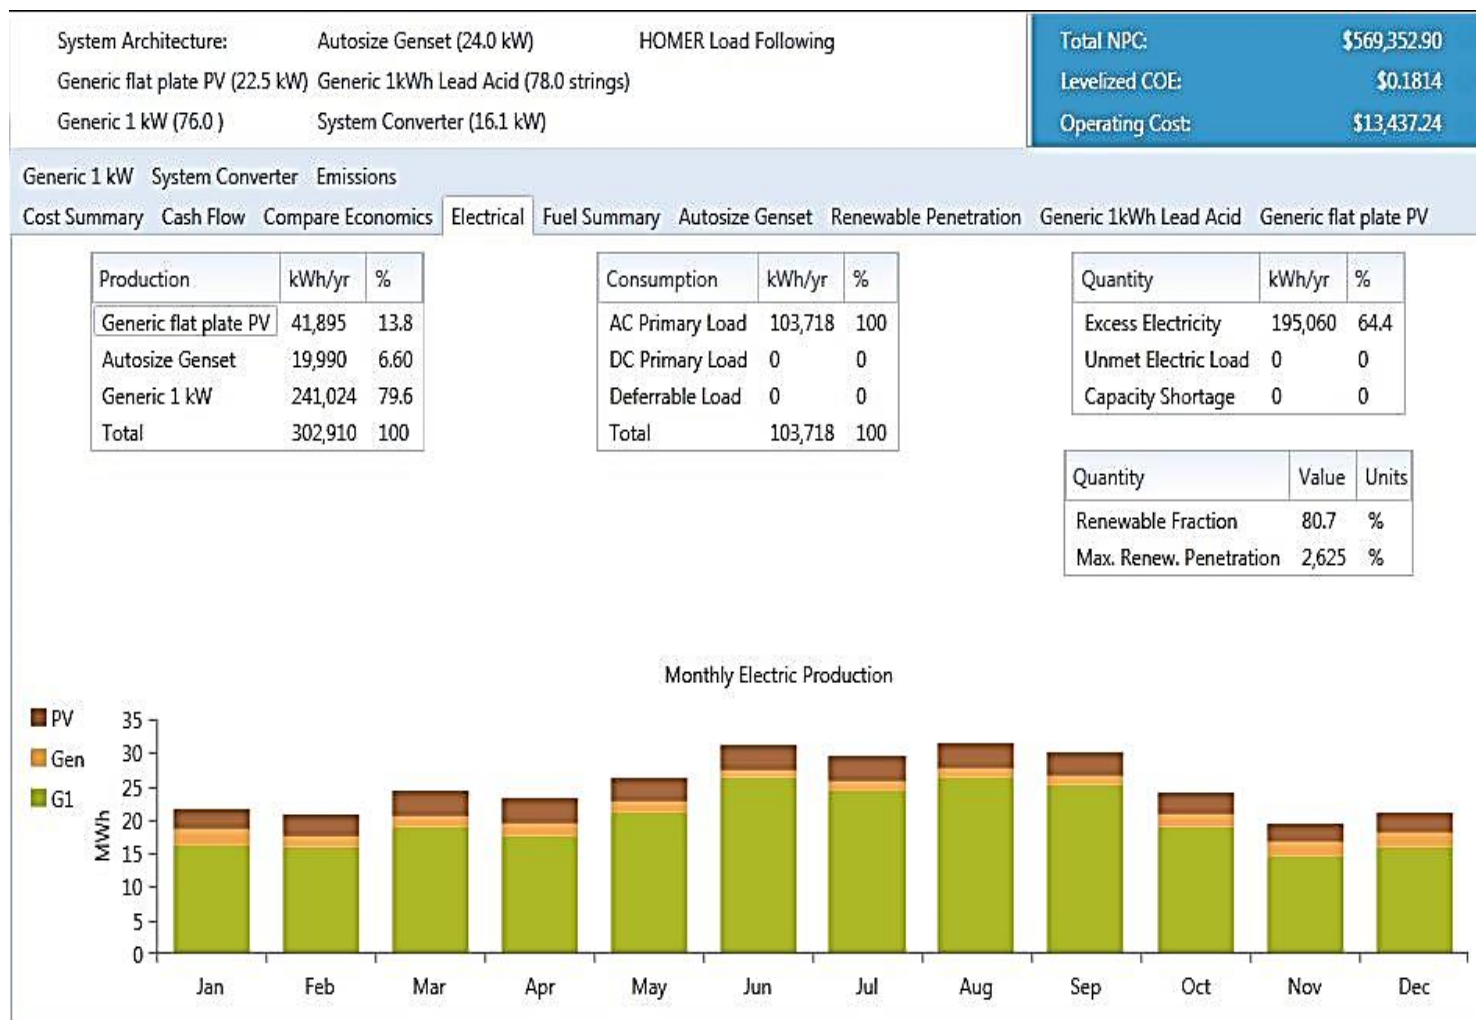 System Architecture: Autosize Genset (24.0 kW) HOMER Load Following
Generic flat plate PV (22.5 kW) Generic 1kWh Lead Acid (78.0 strings)
Generic 1 kW (76.0 ) System Converter (16.1 kW)
Total NPC: $569,352.90
Levelized COE: $0.1814
Operating Cost: $13,437.24
Generic 1 kW System Converter Emissions
Cost Summary Cash Flow Compare Economics Electrical Fuel Summary Autosize Genset Renewable Penetration Generic 1kWh Lead Acid Generic flat plate PV
Production kWh/yr %
Generic flat plate PV 41,895 13.8
Autosize Genset 19,990 6.60
Generic 1 kW 241,024 79.6
Total 302,910 100
Consumption kWh/yr %
AC Primary Load 103,718 100
DC Primary Load 0 0
Deferrable Load 0 0
Total 103,718 100
Quantity kWh/yr %
Excess Electricity 195,060 64.4
Unmet Electric Load 0 0
Capacity Shortage 0 0
Quantity Value Units
Renewable Fraction 80.7 %
Max. Renew. Penetration 2,625 %
Monthly Electric Production
PV
Gen
G1
MWh
35
30
25
20
15
10
5
0
Jan Feb Mar Apr May Jun Jul Aug Sep Oct Nov Dec